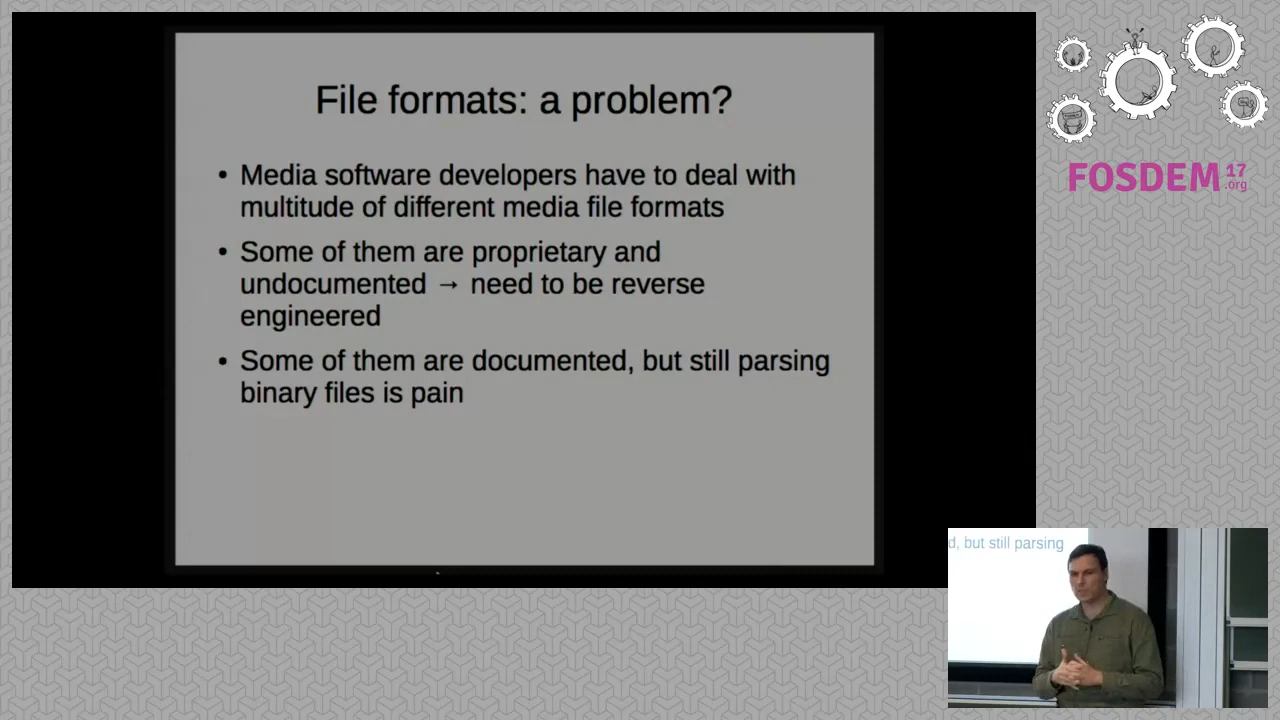 File formats: a problem?
• Media software developers have to deal with
multitude of different media file formats
• Some of them are proprietary and
undocumented → need to be reverse
engineered
• Some of them are documented, but still parsing
binary files is pain
FOSDEM 17
.org
d, but still parsing